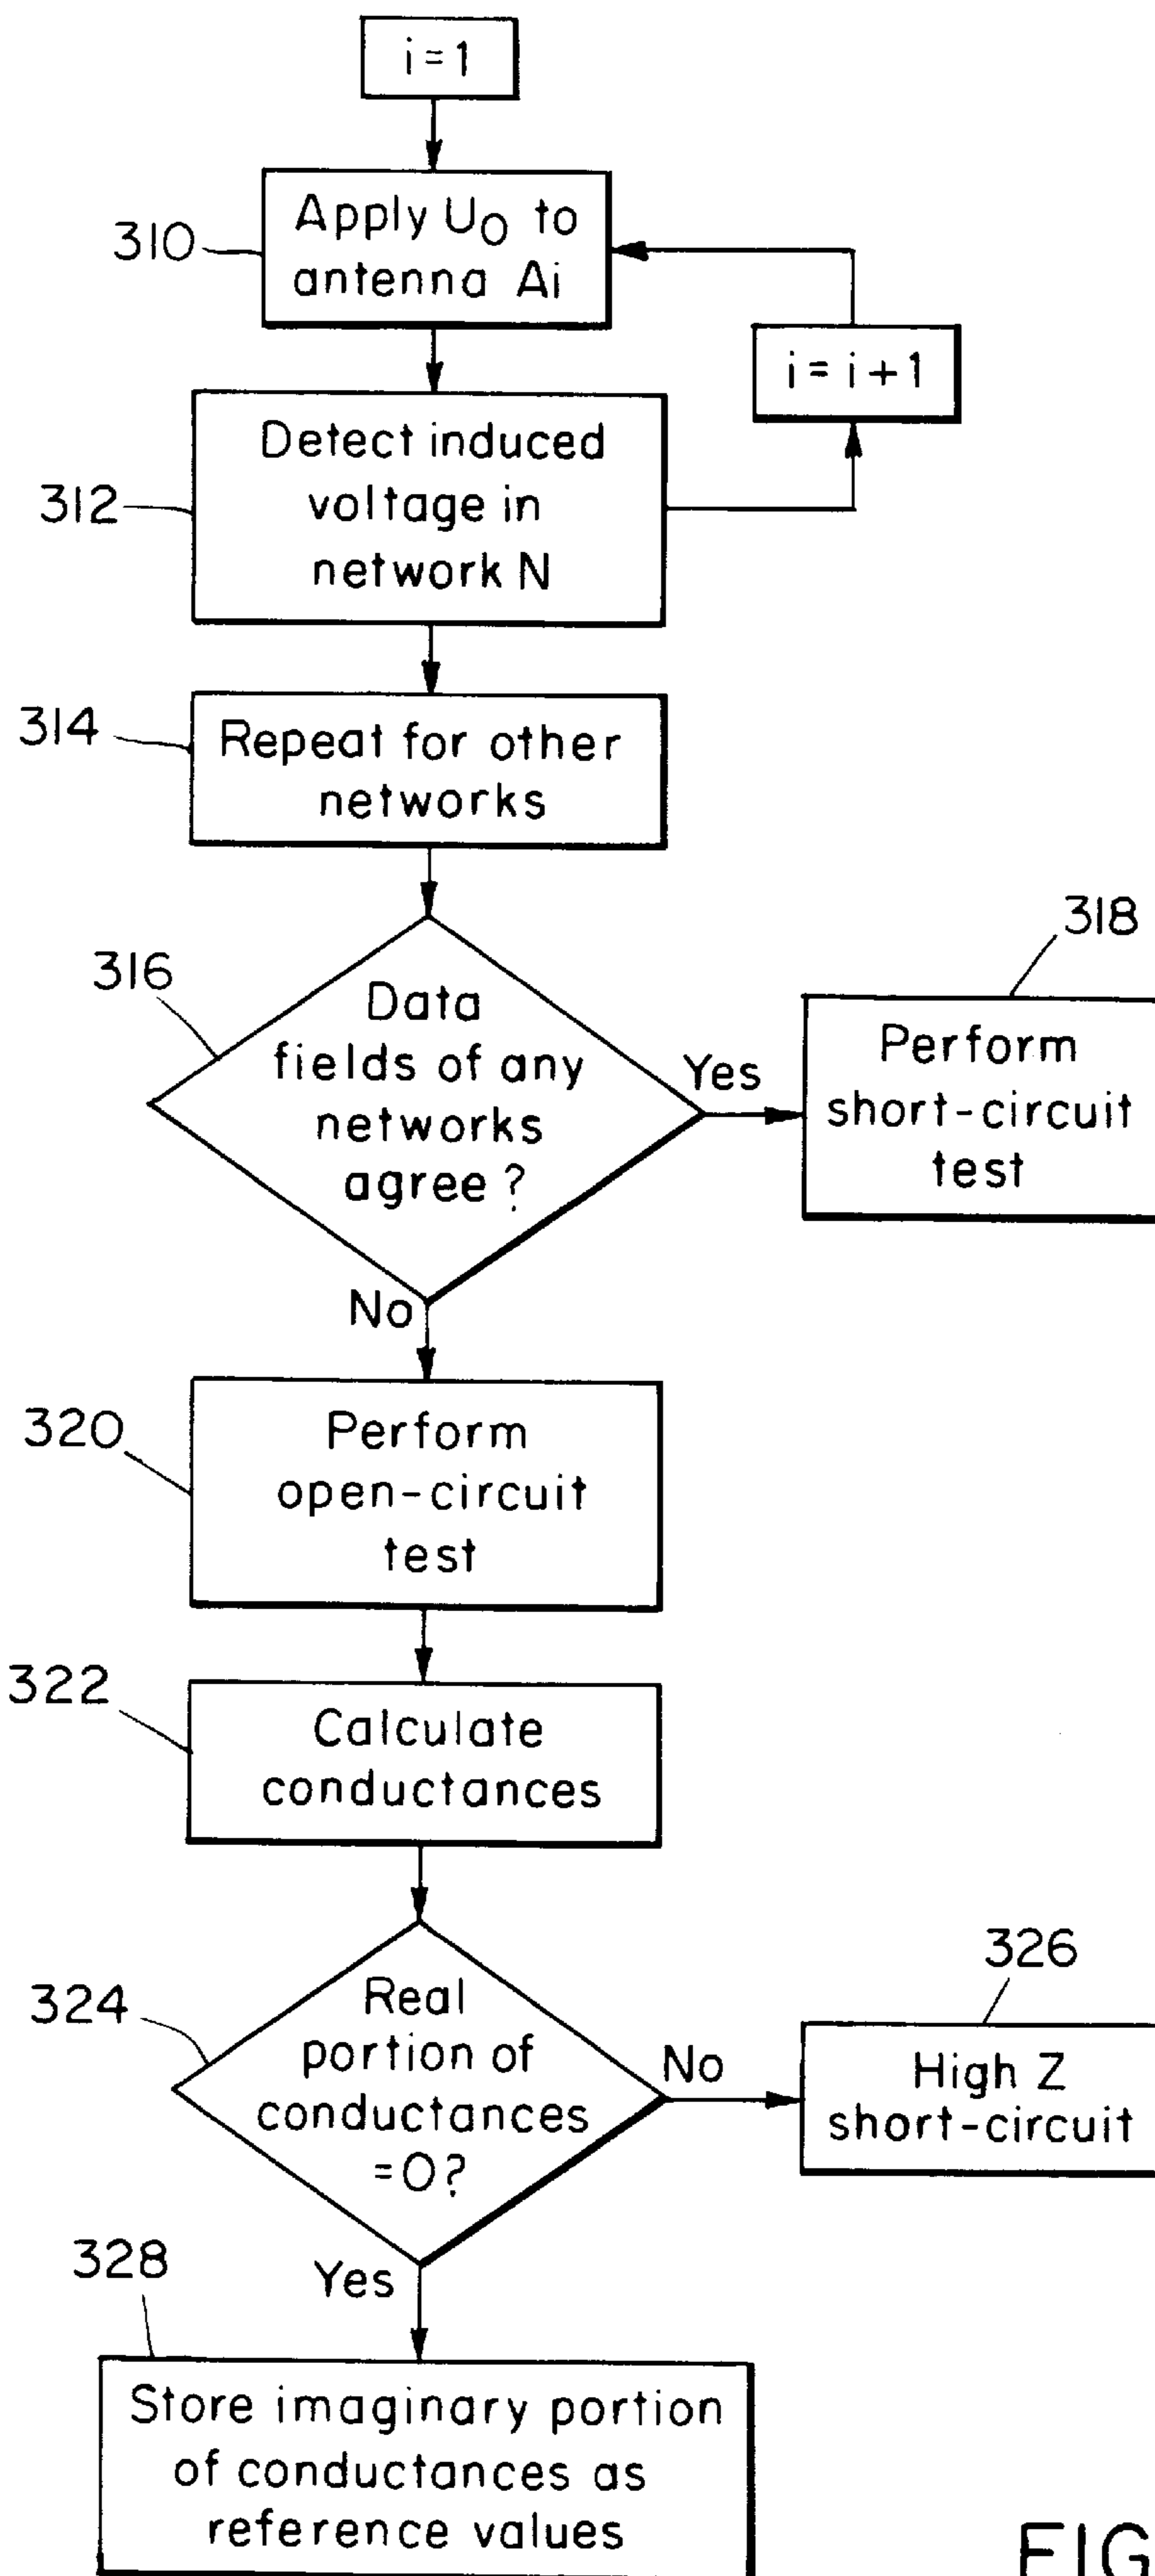 i=1
310
Apply U0 to
antenna Ai
i = i + 1
312
Detect induced
voltage in
network N
314
Repeat for other
networks
316
Data
fields of any
networks
agree ?
Yes
318
Perform
short-circuit
test
No
320
Perform
open-circuit
test
322
Calculate
conductances
324
Real
portion of
conductances
=0?
No
326
High Z
short-circuit
Yes
328
Store imaginary portion
of conductances as
reference values
FIG